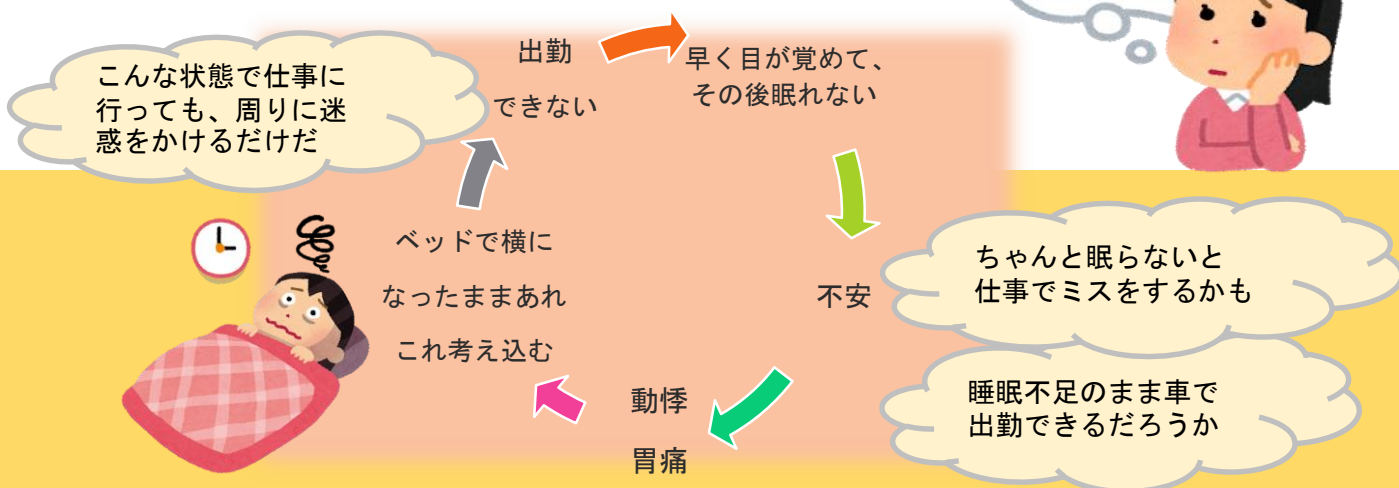 出勤
できない
早く目が覚めて、
その後眠れない
こんな状態で仕事に
行っても、周りに迷
惑をかけるだけだ
ベッドで横に
なったままあれ
これ考え込む
不安
ちゃんと眠らないと
仕事でミスをするかも
睡眠不足のまま車で
出勤できるだろうか
動悸
胃痛